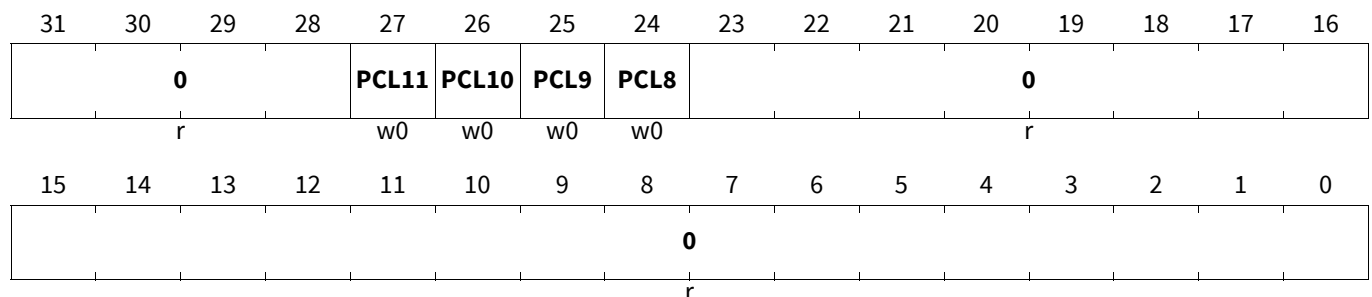 31 30 29 28 27 26 25 24 23 22 21 20 19 18 17 16
0 PCL11 PCL10 PCL9 PCL8 0
r w0 w0 w0 w0 r
15 14 13 12 11 10 9 8 7 6 5 4 3 2 1 0
0
r